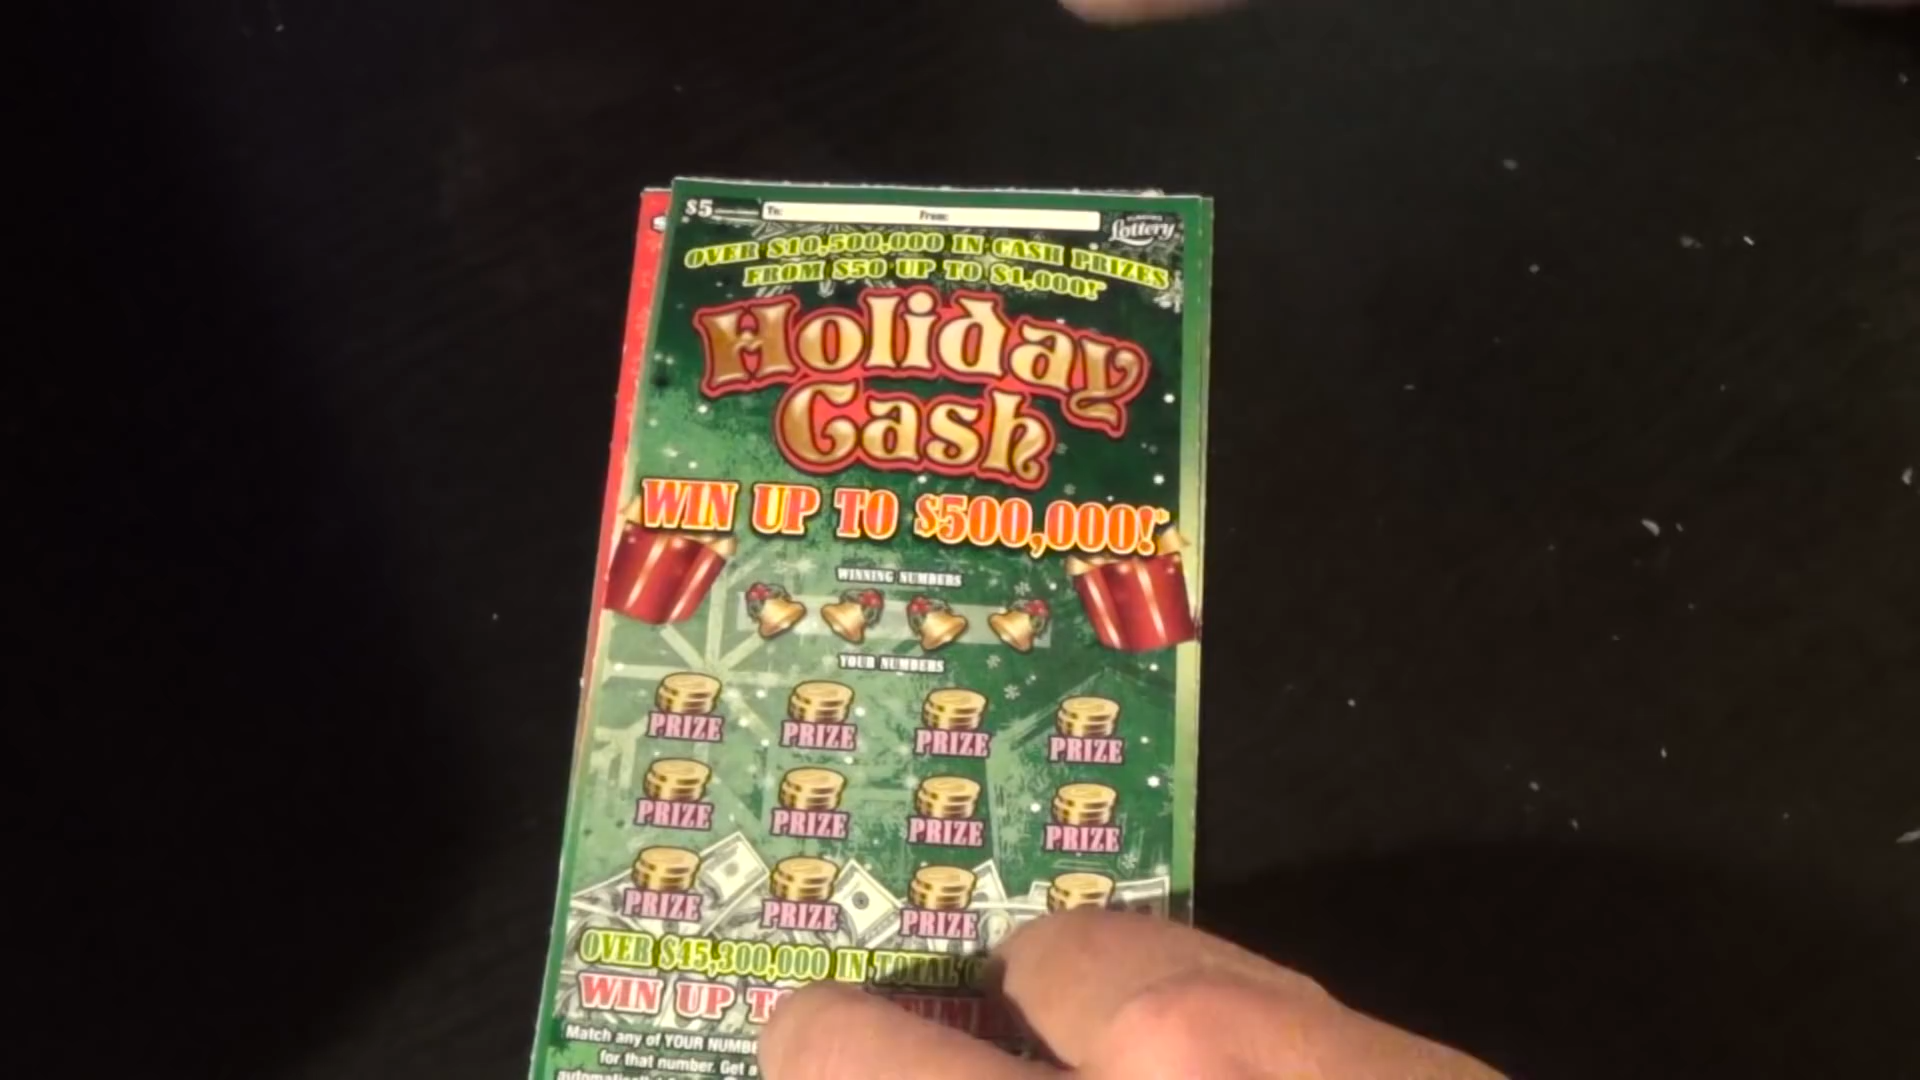 $5 To: From: Lottery
OVER $10,500,000 IN CASH PRIZES
FROM $50 UP TO $1,000!*
Holiday
Cash
WIN UP TO $500,000!*
WINNING NUMBERS
YOUR NUMBERS
PRIZE PRIZE PRIZE PRIZE
PRIZE PRIZE PRIZE PRIZE
PRIZE PRIZE PRIZE
OVER $45,300,000 IN TOTAL
WIN UP
Match any of YOUR
for that number. Get a